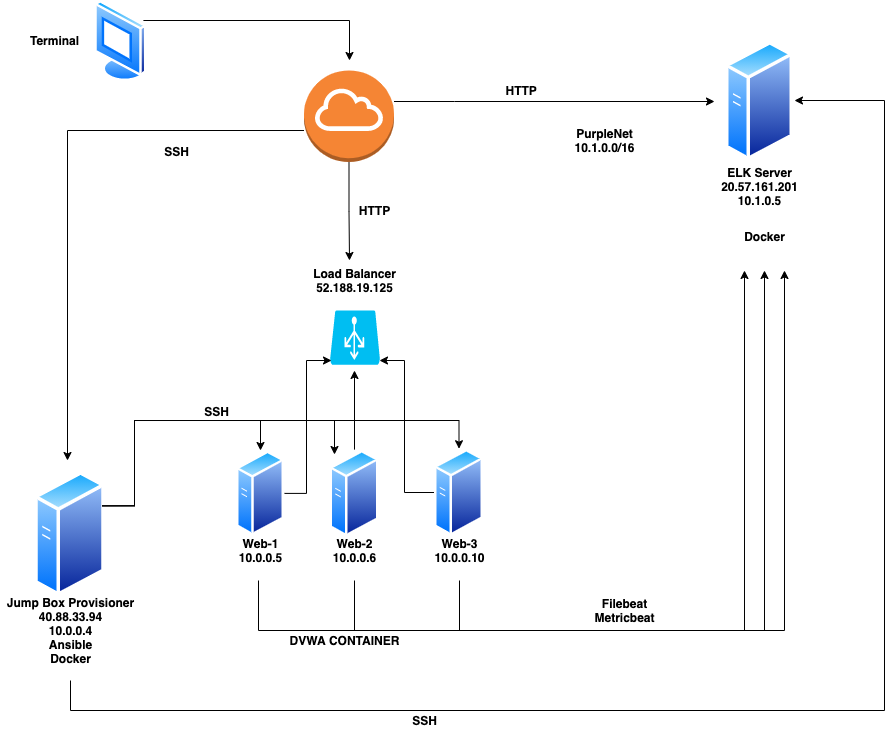 Terminal
HTTP
PurpleNet
10.1.0.0/16
SSH
ELK Server
20.57.161.201
10.1.0.5
HTTP
Docker
Load Balancer
52.188.19.125
SSH
Web-1
10.0.0.5
Web-2
10.0.0.6
Web-3
10.0.0.10
Jump Box Provisioner
40.88.33.94
10.0.0.4
Ansible
Docker
Filebeat
Metricbeat
DVWA CONTAINER
SSH